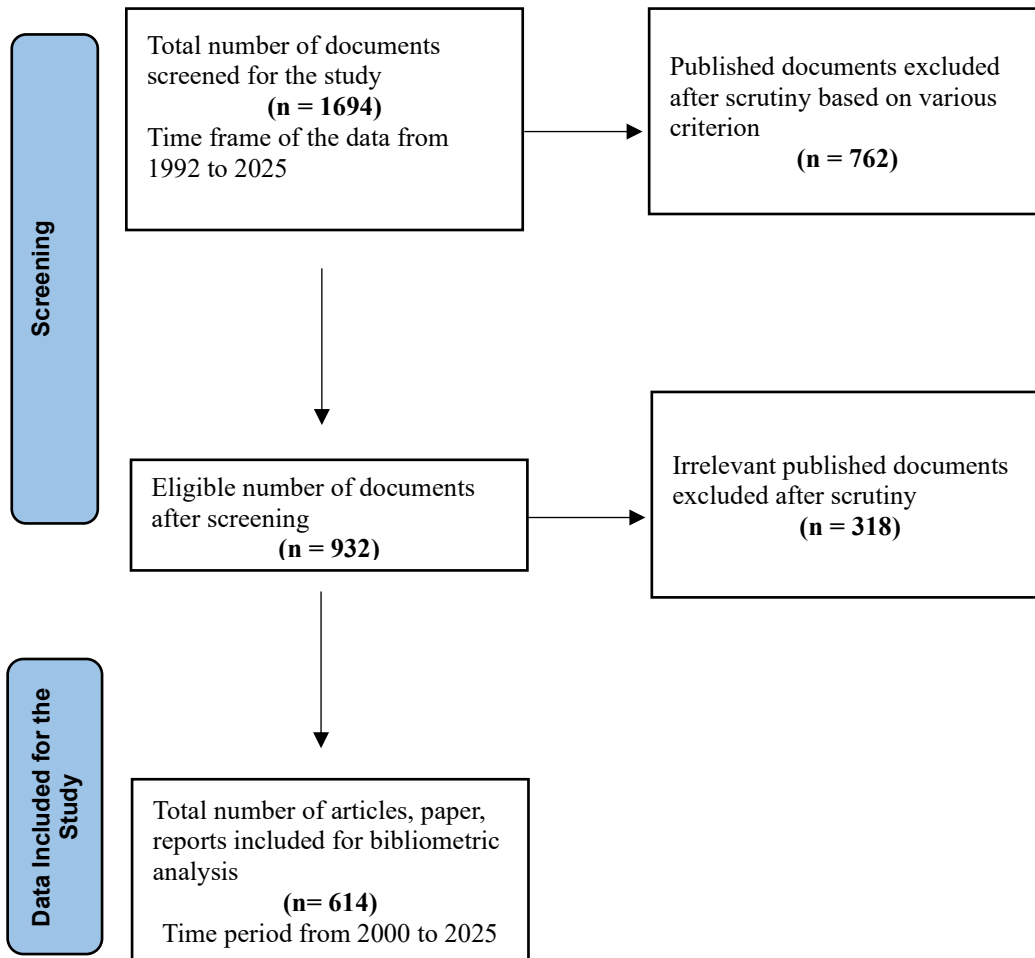 Screening
Total number of documents
screened for the study
(n = 1694)
Time frame of the data from
1992 to 2025
Published documents excluded
after scrutiny based on various
criterion
(n = 762)
Eligible number of documents
after screening
(n = 932)
Irrelevant published documents
excluded after scrutiny
(n = 318)
Data Included for the
Study
Total number of articles, paper,
reports included for bibliometric
analysis
(n= 614)
Time period from 2000 to 2025